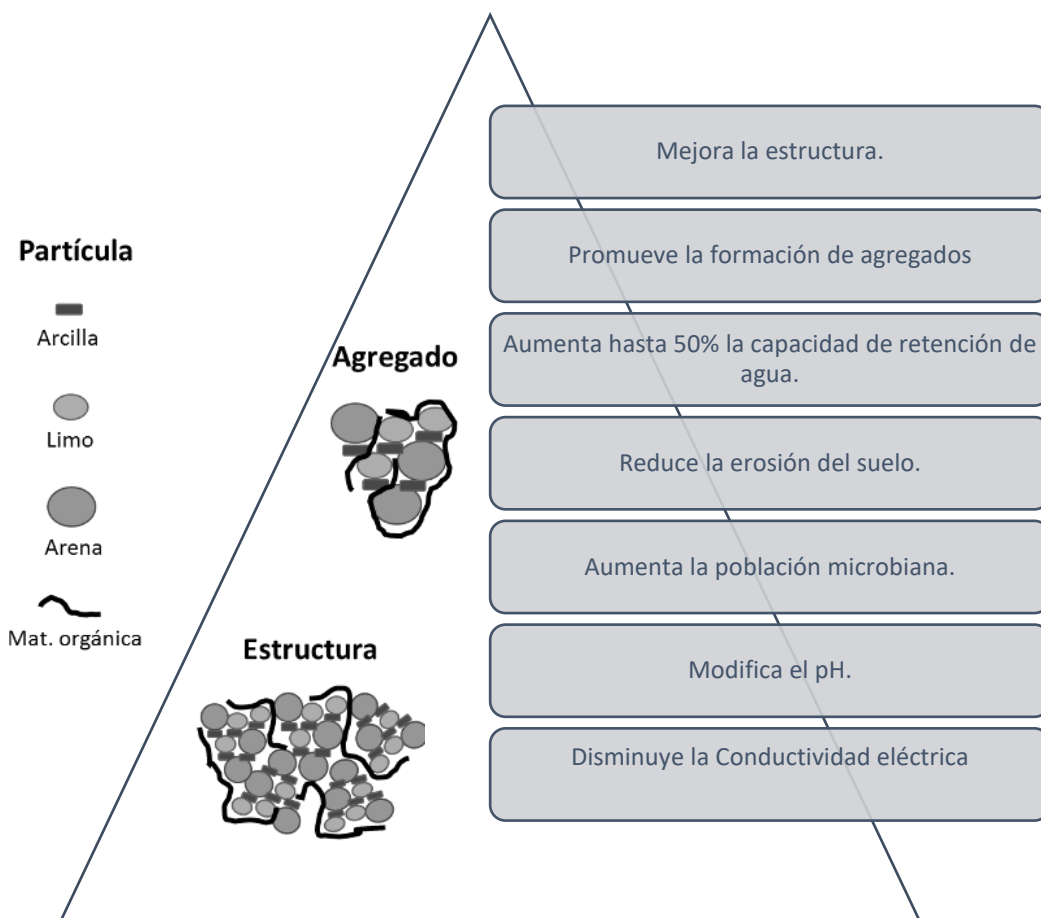 Partícula
Arcilla
Limo
Arena
Mat. orgánica
Agregado
Estructura
Mejora la estructura.
Promueve la formación de agregados
Aumenta hasta 50% la capacidad de retención de
agua.
Reduce la erosión del suelo.
Aumenta la población microbiana.
Modifica el pH.
Disminuye la Conductividad eléctrica